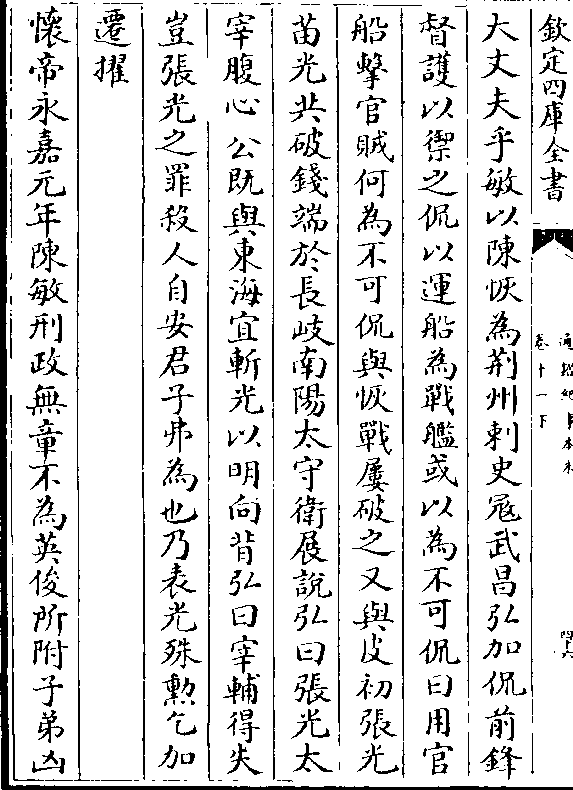 欽定四庫全書
通鑑紀事本末
卷十一下
四十六
大丈夫乎敏以陳恢為荆州刺史宼武昌弘加侃前鋒
督護以禦之侃以運船為戰艦或以為不可侃曰用官
船擊官賊何為不可侃與恢戰屢破之又與皮初張光
苗光共破錢端於長岐南陽太守衛展說弘曰張光太
宰腹心公既與東海宜斬光以明向背弘曰宰輔得失
豈張光之罪殺人自安君子弗為也乃表光殊勲乞加
遷擢
懷帝永嘉元年陳敏刑政無章不為英俊所附子弟凶